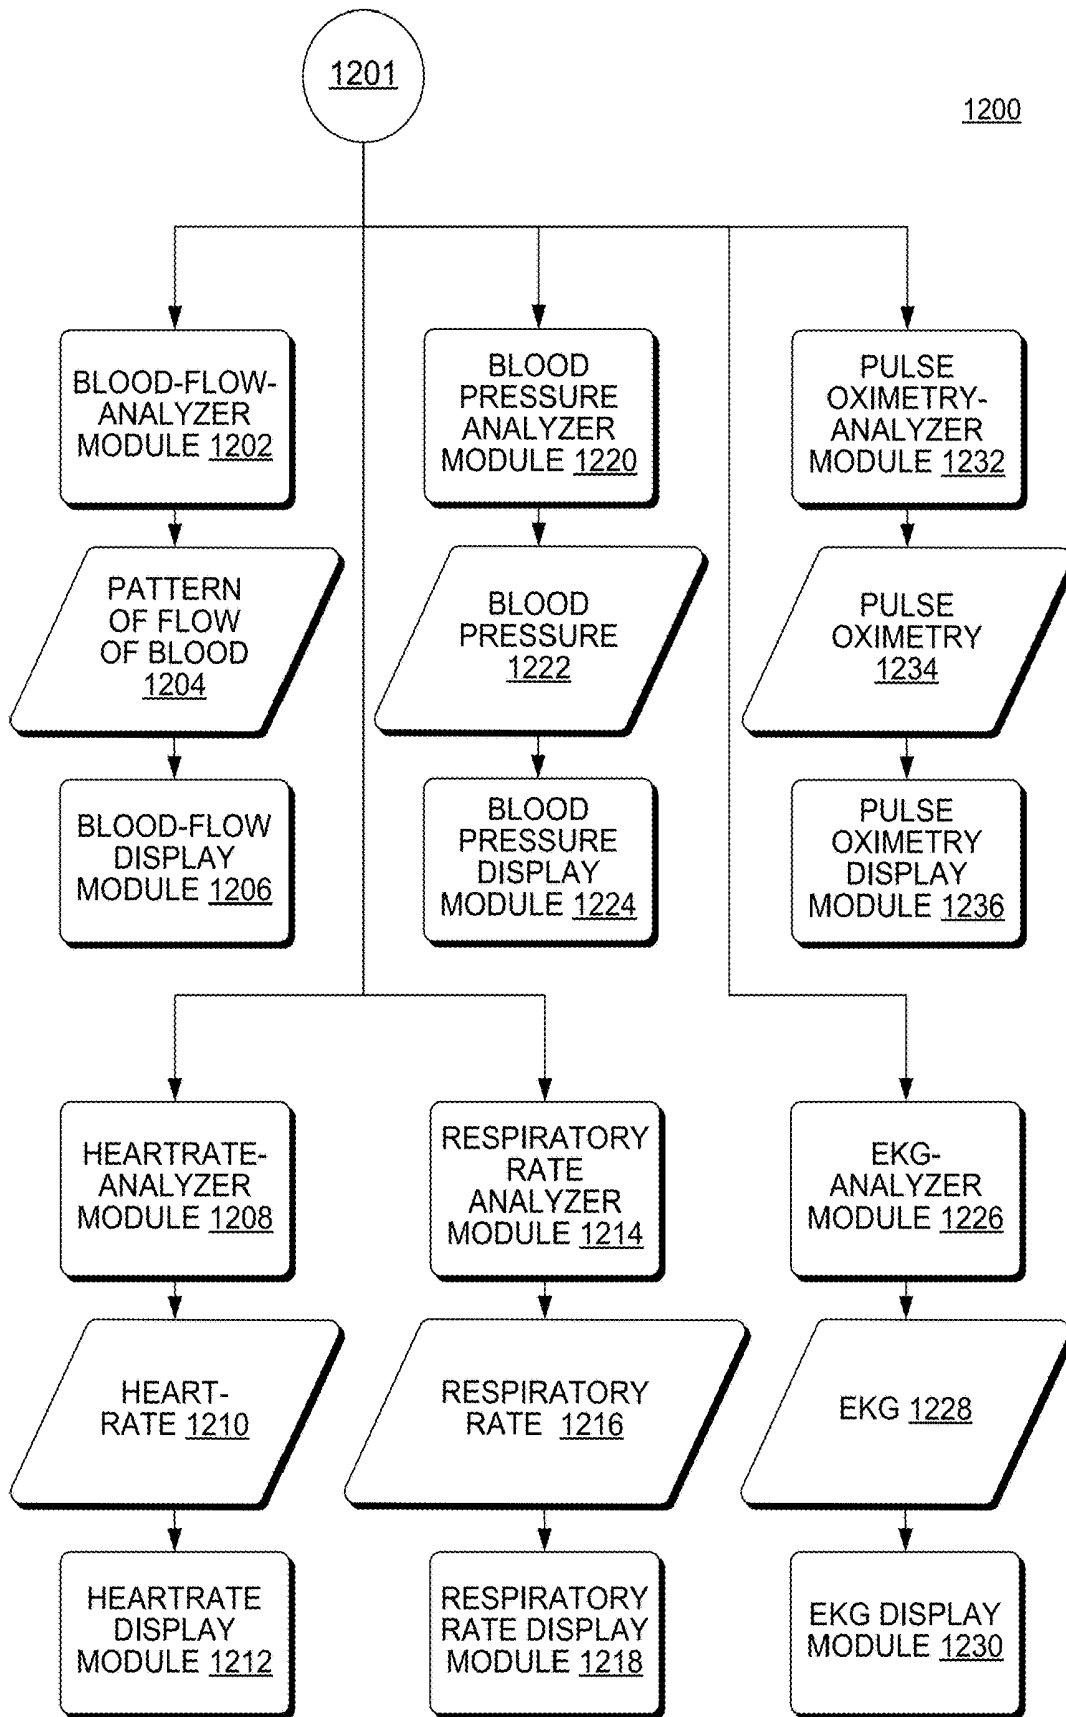 1201
1200
BLOOD-FLOW-
ANALYZER
MODULE 1202
BLOOD
PRESSURE
ANALYZER
MODULE 1220
PULSE
OXIMETRY-
ANALYZER
MODULE 1232
PATTERN
OF FLOW
OF BLOOD
1204
BLOOD
PRESSURE
1222
PULSE
OXIMETRY
1234
BLOOD-FLOW
DISPLAY
MODULE 1206
BLOOD
PRESSURE
DISPLAY
MODULE 1224
PULSE
OXIMETRY
DISPLAY
MODULE 1236
HEARTRATE-
ANALYZER
MODULE 1208
RESPIRATORY
RATE
ANALYZER
MODULE 1214
EKG-
ANALYZER
MODULE 1226
HEART-
RATE 1210
RESPIRATORY
RATE 1216
EKG 1228
HEARTRATE
DISPLAY
MODULE 1212
RESPIRATORY
RATE DISPLAY
MODULE 1218
EKG DISPLAY
MODULE 1230